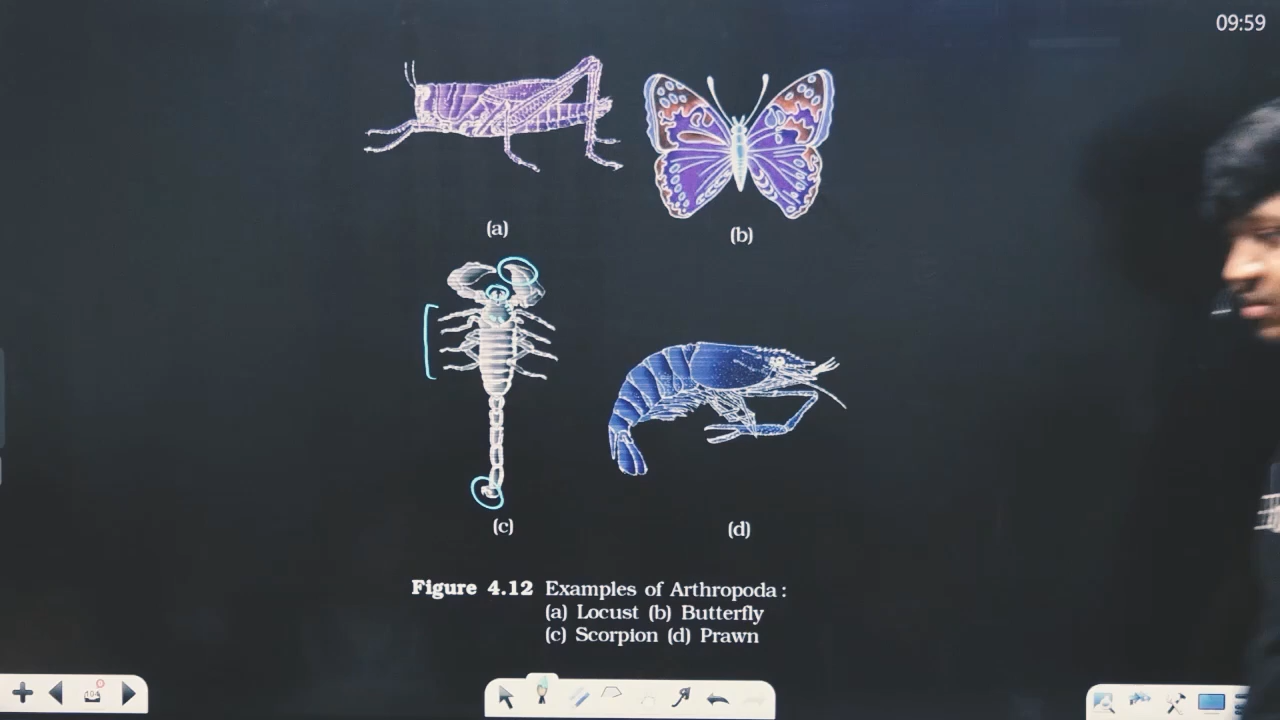 09:59
(a)
(b)
(c)
(d)
Figure 4.12 Examples of Arthropoda :
(a) Locust (b) Butterfly
(c) Scorpion (d) Prawn